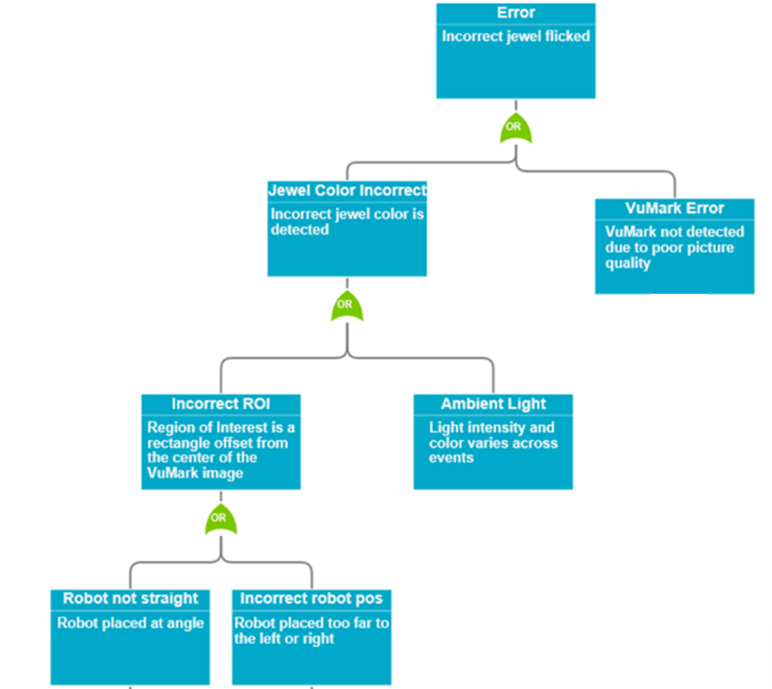 Error
Incorrect jewel flicked
OR
Jewel Color Incorrect
Incorrect jewel color is
detected
VuMark Error
VuMark not detected
due to poor picture
quality
OR
Incorrect ROI
Region of Interest is a
rectangle offset from
the center of the
VuMark image
Ambient Light
Light intensity and
color varies across
events
OR
Robot not straight
Robot placed at angle
Incorrect robot pos
Robot placed too far to
the left or right